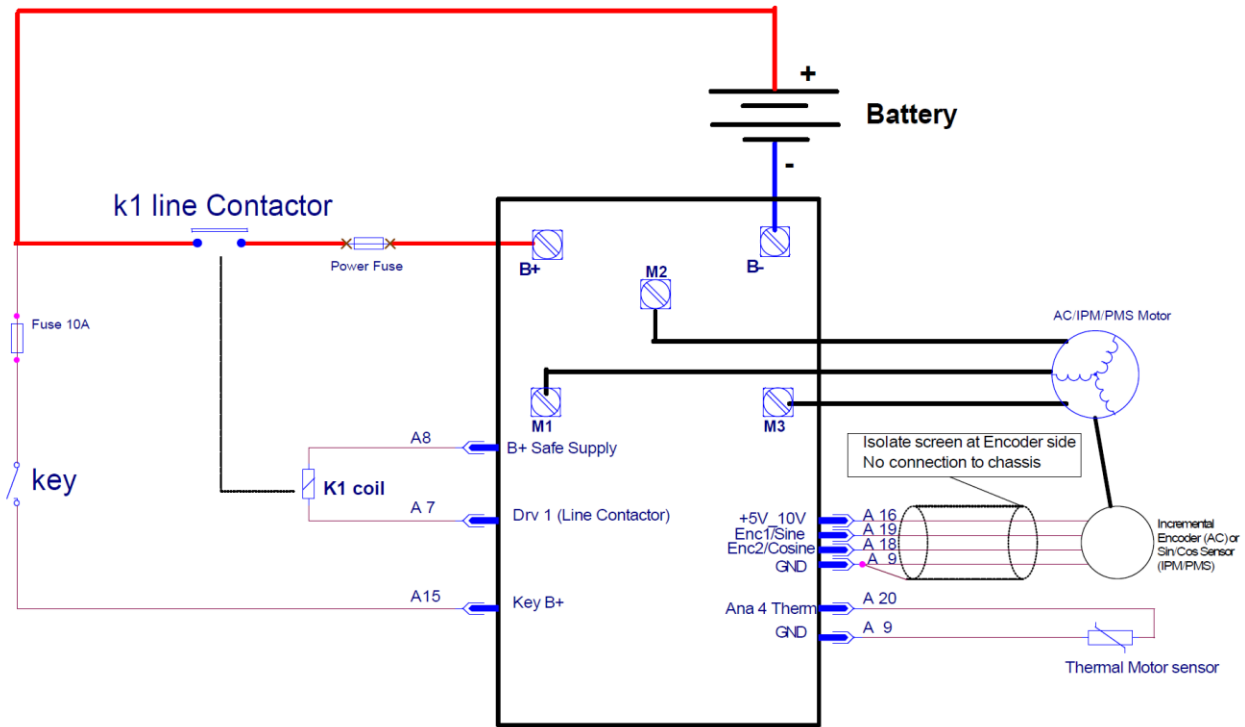 +
Battery
-
k1 line Contactor
Power Fuse
B+
B-
M2
Fuse 10A
AC/IPM/PMS Motor
M1
M3
Isolate screen at Encoder side
No connection to chassis
A8
B+ Safe Supply
key
K1 coil
A 7
Drv 1 (Line Contactor)
+5V_10V
A 16
Enc1/Sine
A 19
Enc2/Cosine
A 18
GND
A 9
Incremental
Encoder (AC) or
Sin/Cos Sensor
(IPM/PMS)
A15
Key B+
Ana 4 Therm
A 20
GND
A 9
Thermal Motor sensor